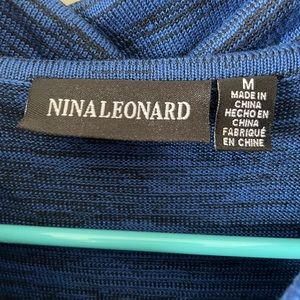 NINA LEONARD
M
MADE IN
CHINA
HECHO EN
CHINA
FABRIQUÉ
EN CHINE